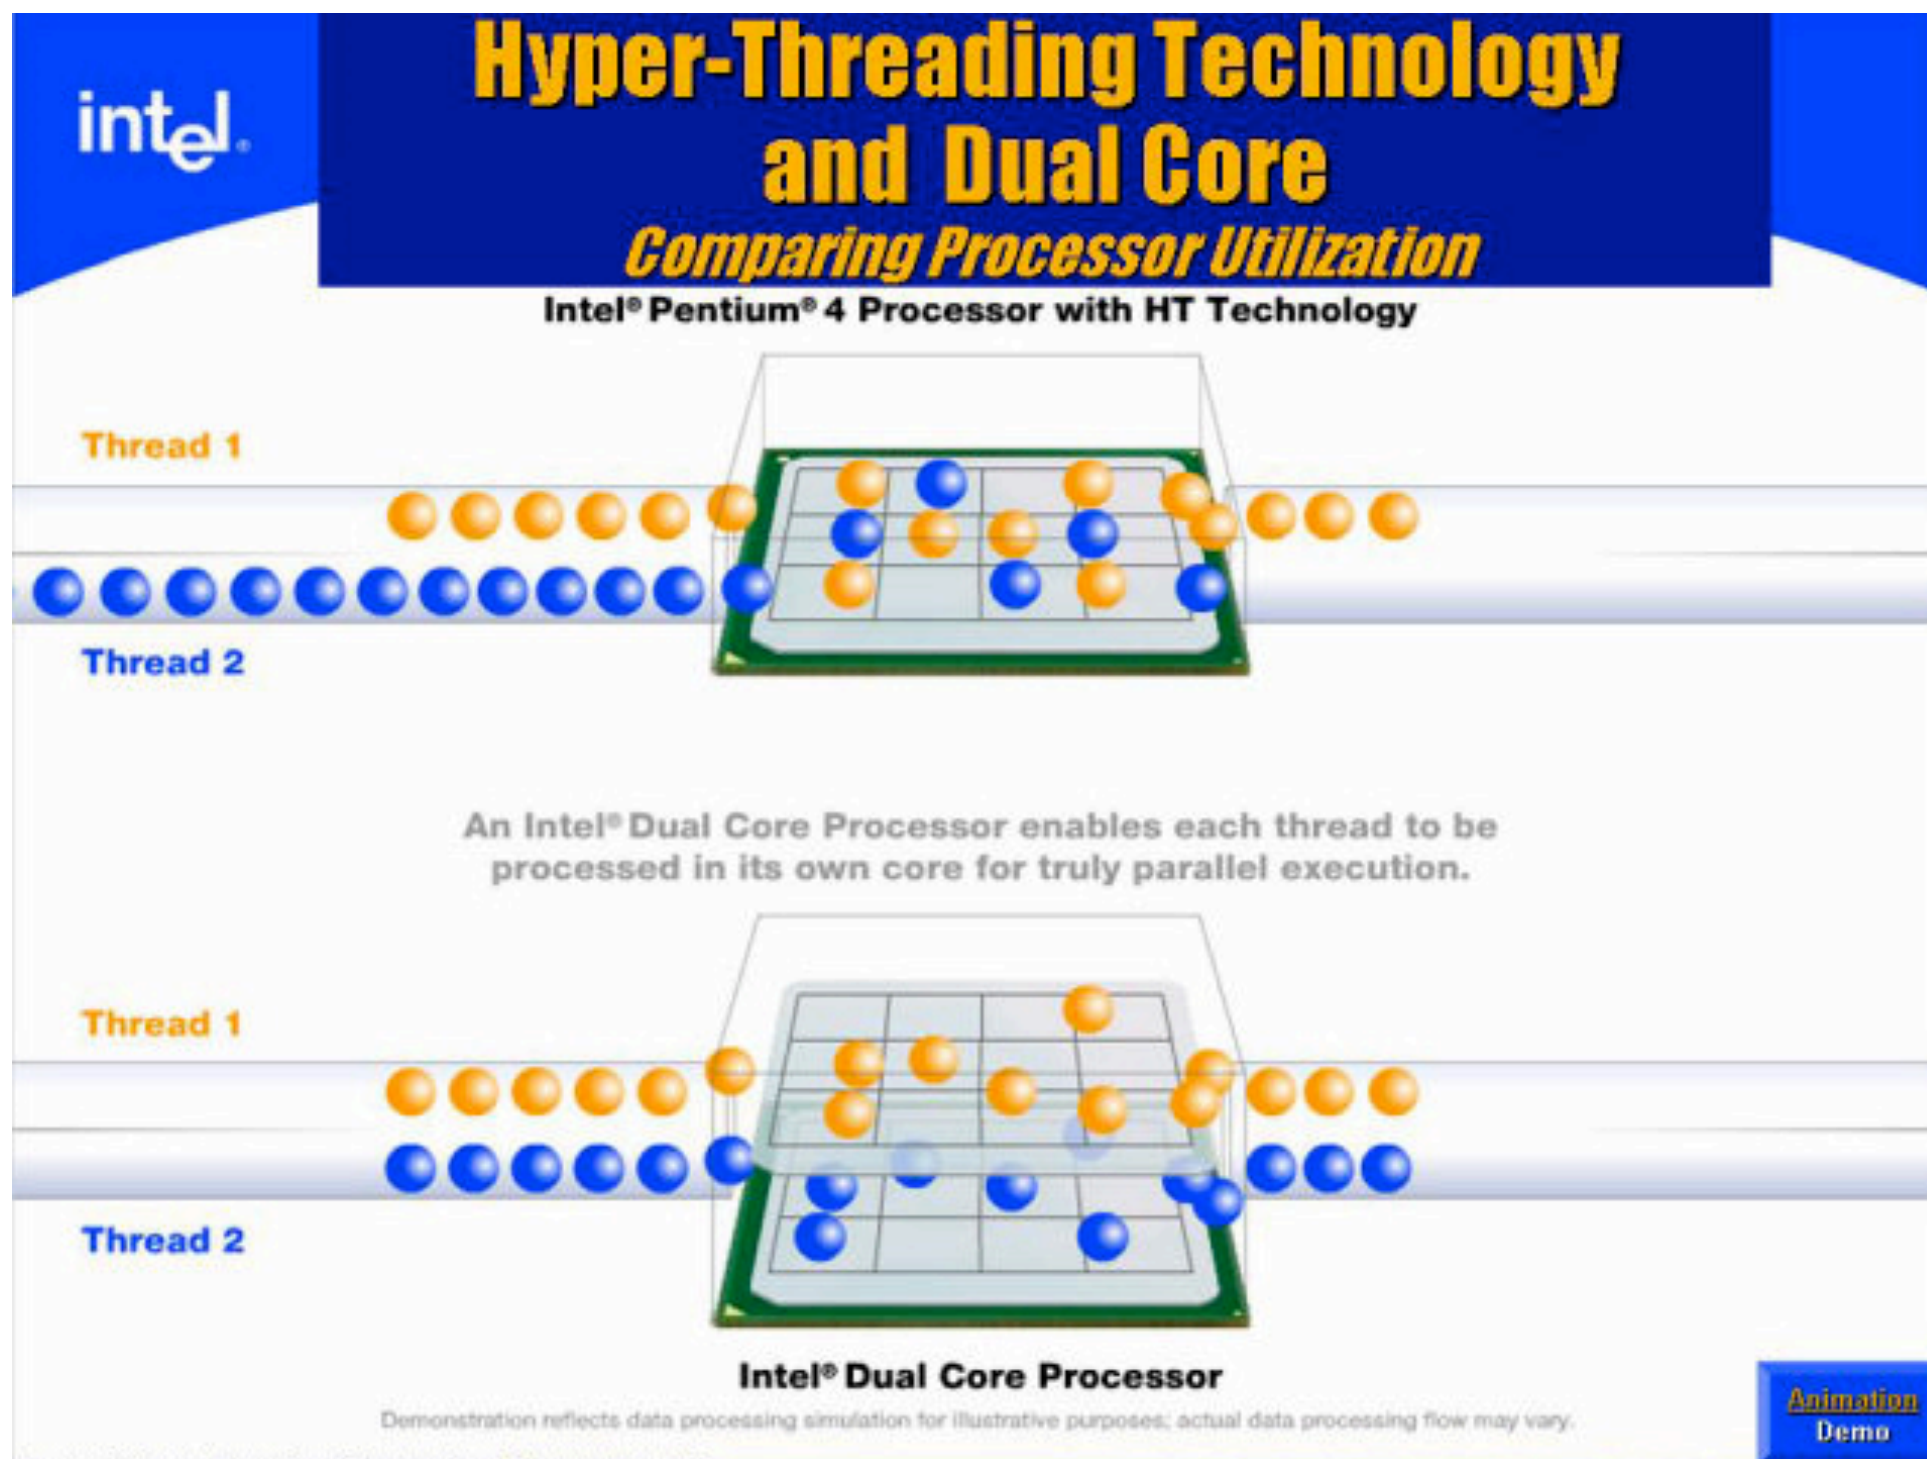 intel®
Hyper-Threading Technology
and Dual Core
Comparing Processor Utilization
Intel® Pentium® 4 Processor with HT Technology
Thread 1
Thread 2
An Intel® Dual Core Processor enables each thread to be
processed in its own core for truly parallel execution.
Thread 1
Thread 2
Intel® Dual Core Processor
Demonstration reflects data processing simulation for illustrative purposes; actual data processing flow may vary.
Animation
Demo